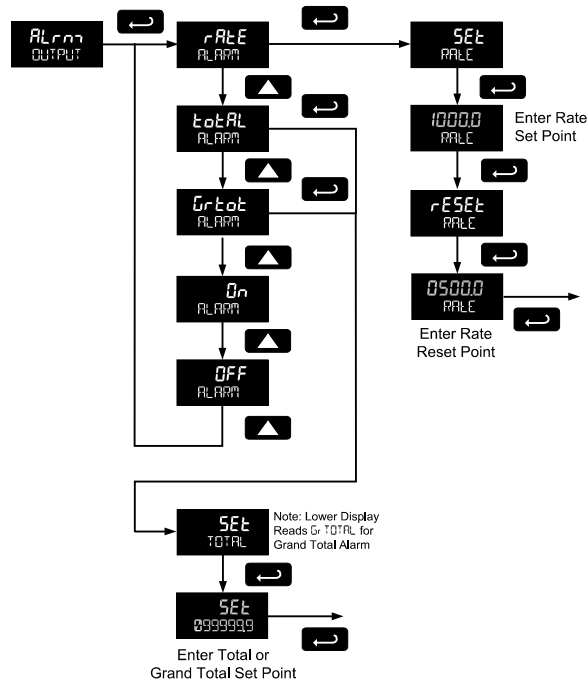 ALrm
OUTPUT
rAtE
ALARM
totAL
ALARM
Grtot
ALARM
On
ALARM
OFF
ALARM
SEt
RAtE
1000.0
RAtE
Enter Rate
Set Point
rESEt
RAtE
0500.0
RAtE
Enter Rate
Reset Point
SEt
TOTAL
Note: Lower Display
Reads Gr TOTAL for
Grand Total Alarm
SEt
099999.9
Enter Total or
Grand Total Set Point